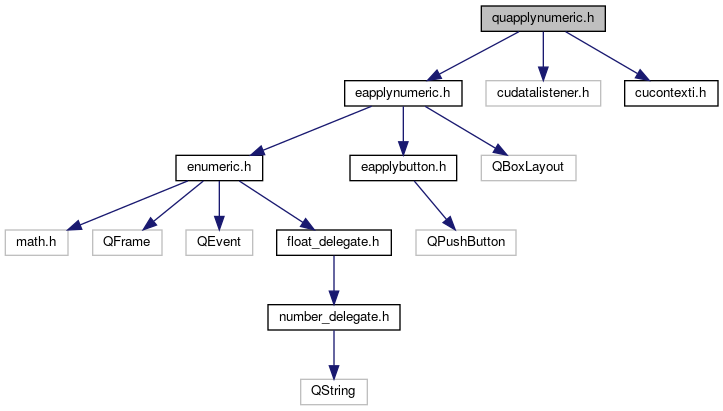 quapplynumeric.h
eapplynumeric.h
cudatalistener.h
cucontexti.h
enumeric.h
eapplybutton.h
QBoxLayout
math.h
QFrame
QEvent
float_delegate.h
QPushButton
number_delegate.h
QString